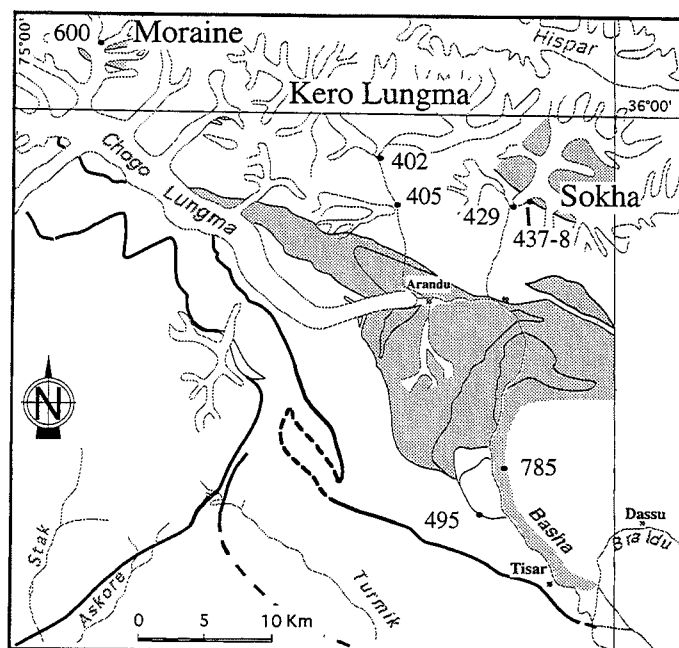 75°00'
600
Moraine
Hispar
Kero Lungma
36°00'
Chogo
Lungma
402
405
429
Sokha
437-8
Arandu
N
785
495
Basha
Dassu
Braldu
Tisar
Stak
Askore
Turmik
0 5 10 Km